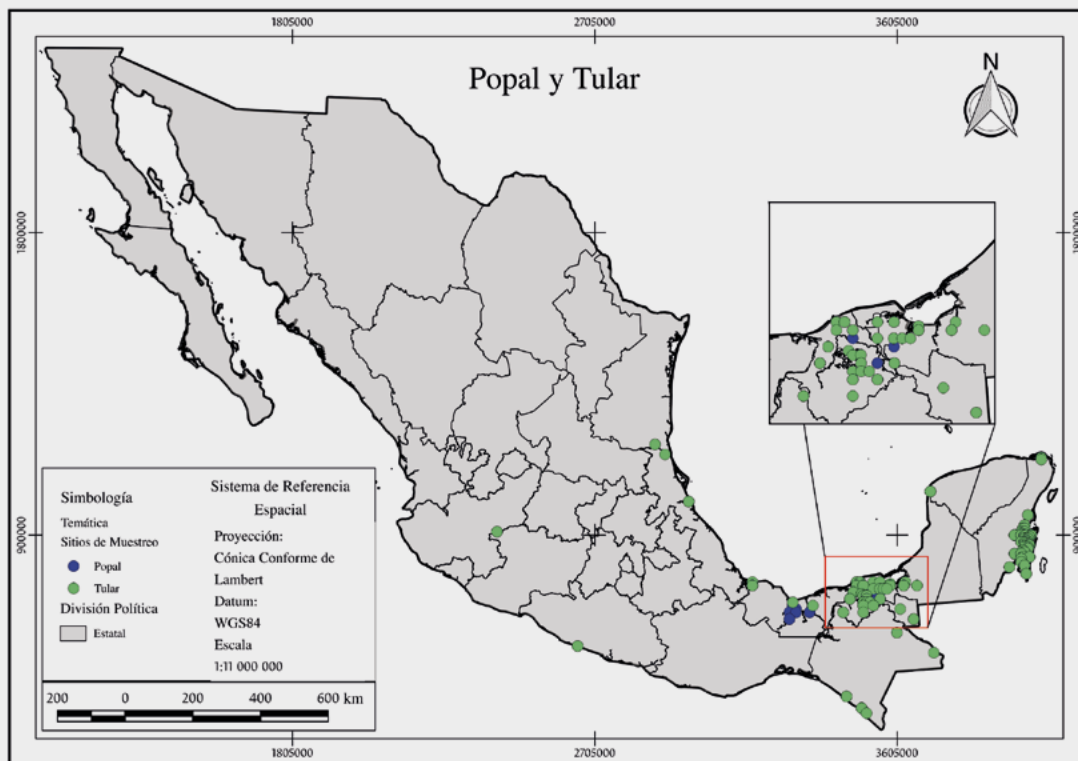 1805000
2705000
3605000
Popal y Tular
N
1800000
1800000
900000
900000
Simbología
Temática
Sitios de Muestreo
Popal
Tular
División Política
Estatal
Sistema de Referencia
Espacial
Proyección:
Cónica Conforme de
Lambert
Datum:
WGS84
Escala
1:11 000 000
200 0 200 400 600 km
1805000
2705000
3605000